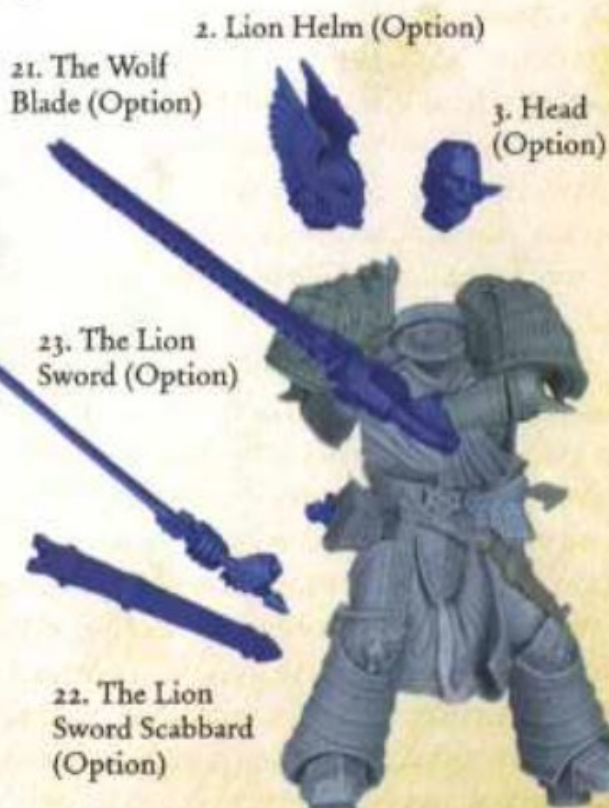 2. Lion Helm (Option)
21. The Wolf
Blade (Option)
3. Head
(Option)
23. The Lion
Sword (Option)
22. The Lion
Sword Scabbard
(Option)